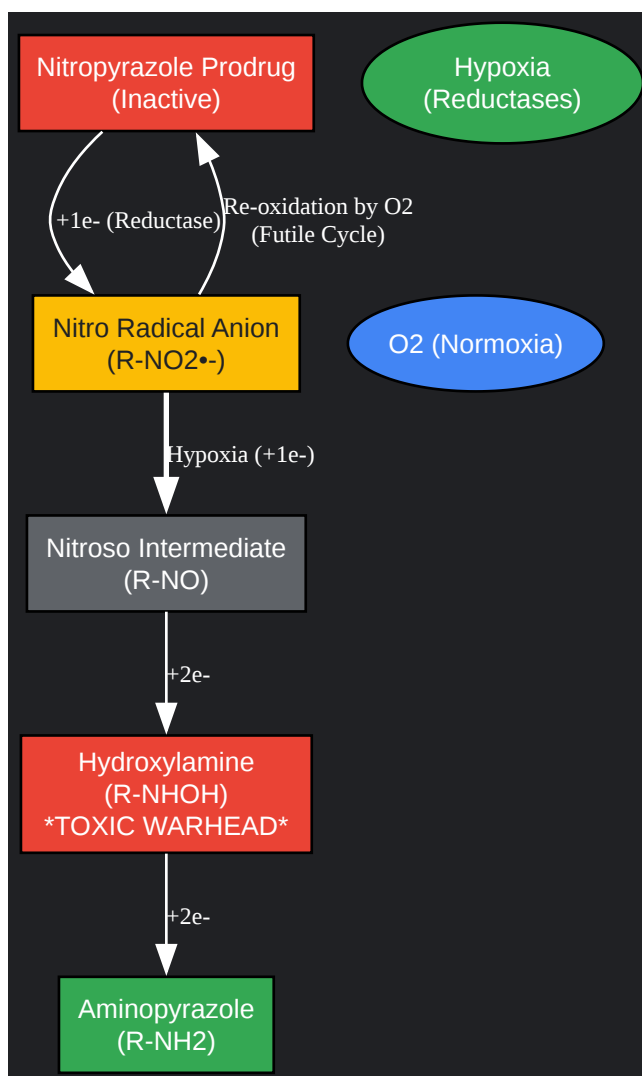 Nitropyrazole Prodrug
(Inactive)
Hypoxia
(Reductases)
+1e- (Reductase)
Re-oxidation by O2
(Futile Cycle)
Nitro Radical Anion
(R-NO2•-)
O2 (Normoxia)
Hypoxia (+1e-)
Nitroso Intermediate
(R-NO)
+2e-
Hydroxylamine
(R-NHOH)
*TOXIC WARHEAD*
+2e-
Aminopyrazole
(R-NH2)